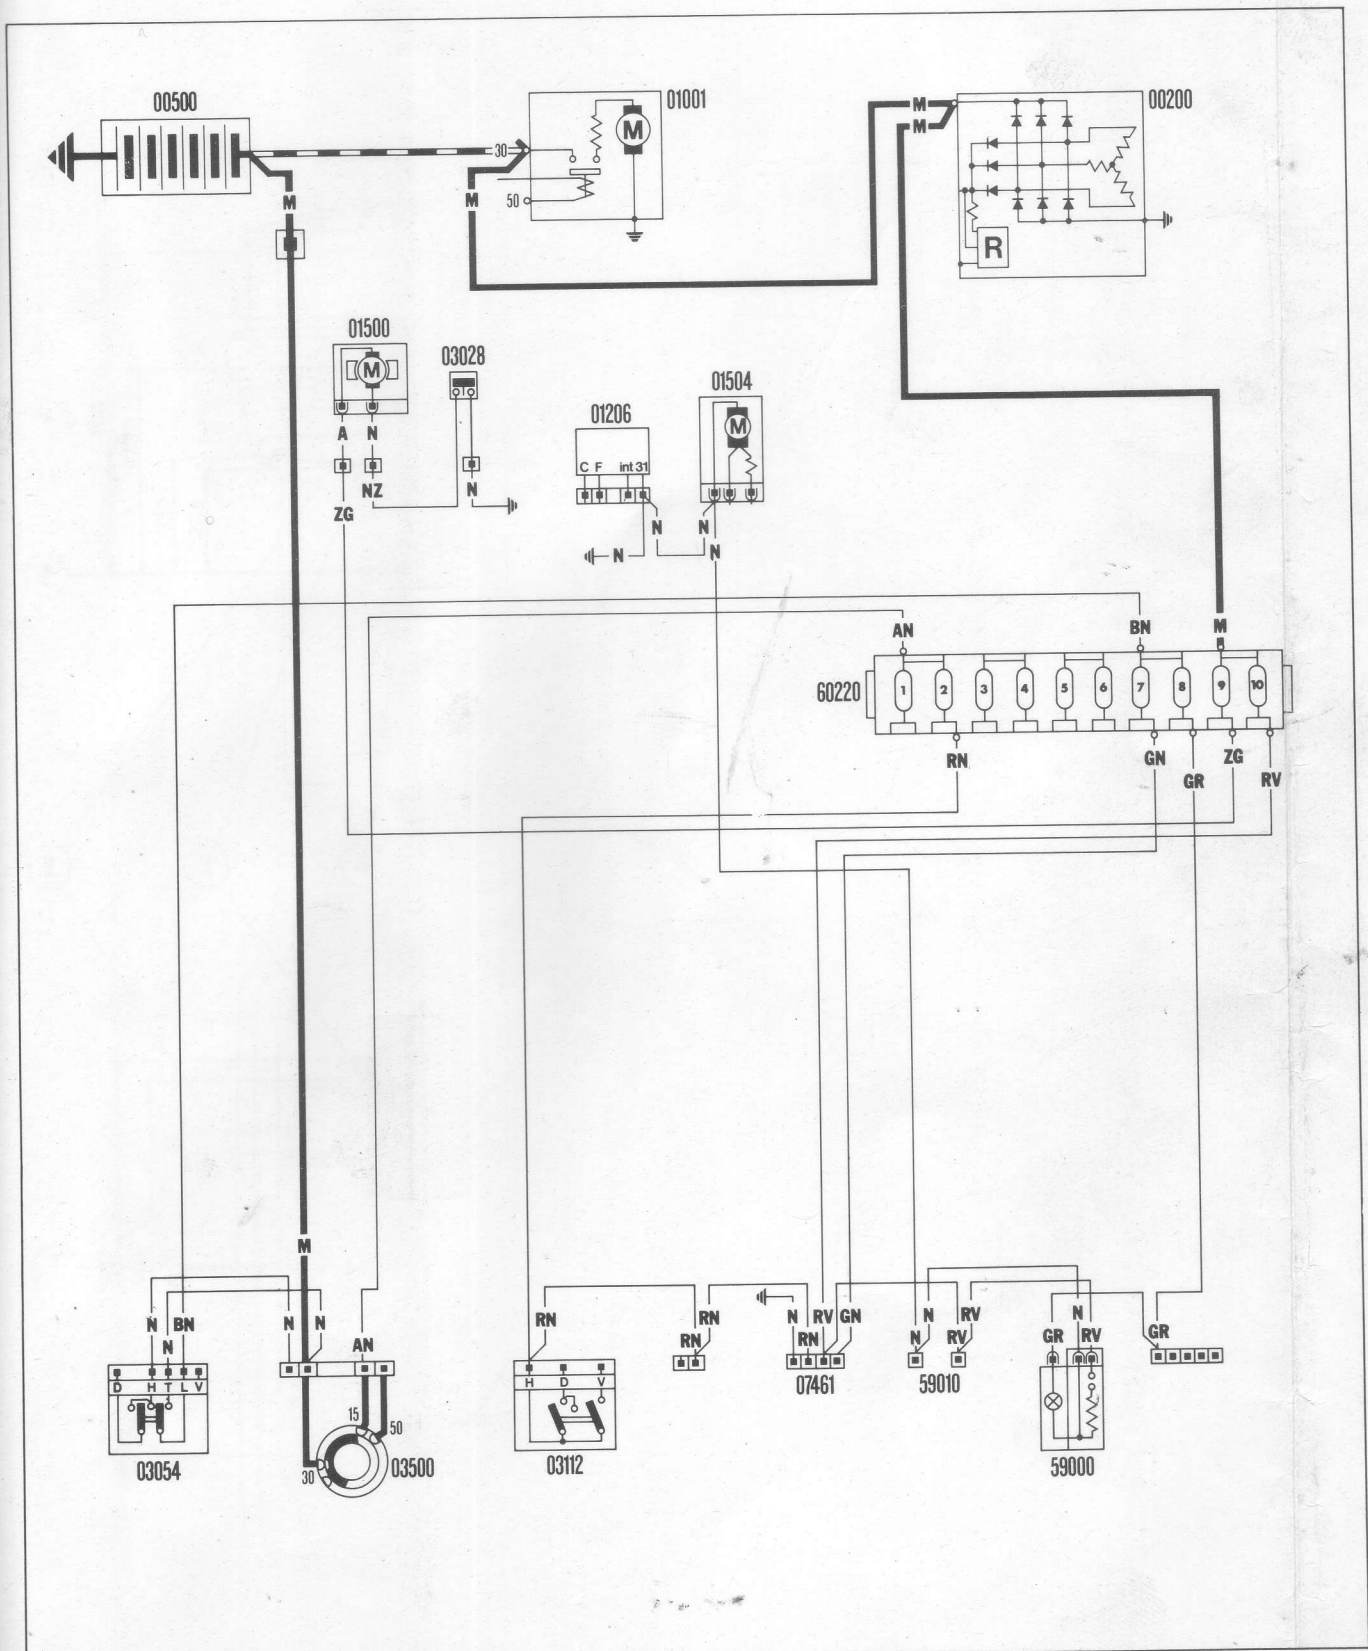 00500
01001
00200
M
M
M
30
50
M
M
R
01500
M
A N
NZ
ZG
03028
N
01206
C F int 31
N
N
01504
M
N
N
AN
BN
M
60220
1 2 3 4 5 6 7 8 9 10
RN
GN
GR
ZG
RV
M
N
N
BN
N
N
AN
D H T L V
03054
15
50
30
03500
RN
H D V
03112
RN
RN
N
RN
RV
GN
07461
N
N
RV
RV
59010
GR
N
RV
59000
GR